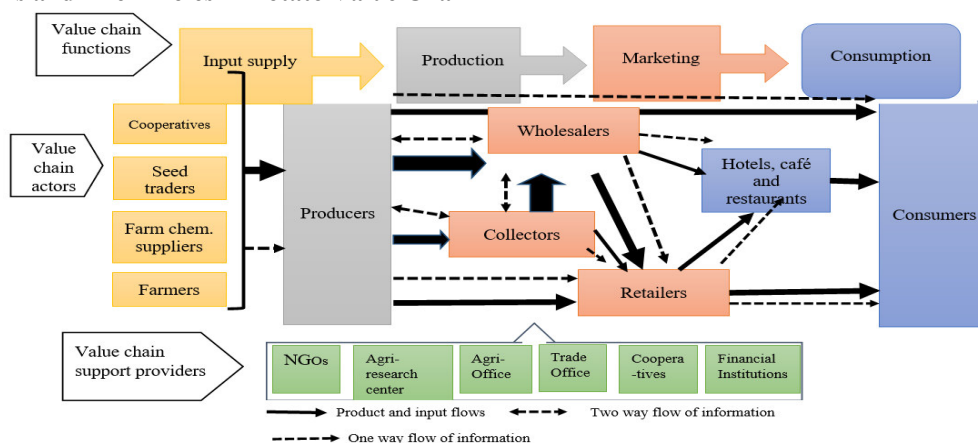 Value chain
functions
Input supply
Production
Marketing
Consumption
Value
chain
actors
Cooperatives
Seed
traders
Farm chem.
suppliers
Farmers
Producers
Wholesalers
Collectors
Retailers
Hotels, café
and
restaurants
Consumers
Value chain
support providers
NGOs
Agri-
research
center
Agri-
Office
Trade
Office
Coopera
-tives
Financial
Institutions
Product and input flows
Two way flow of information
One way flow of information